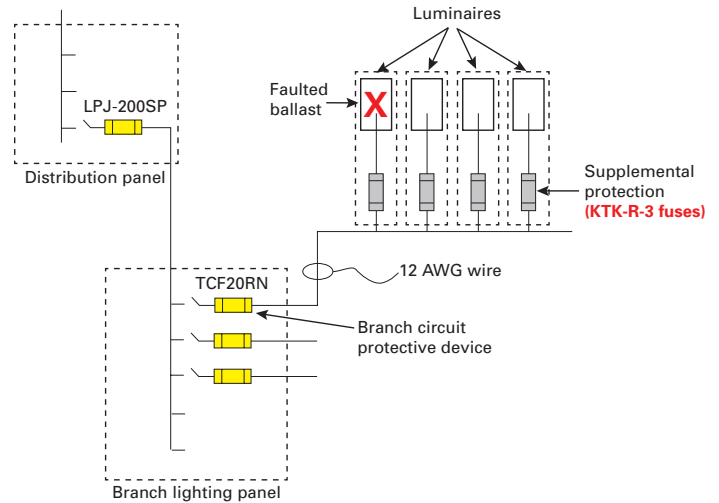 Luminaires
Faulted
ballast
X
LPJ-200SP
Distribution panel
Supplemental
protection
(KTK-R-3 fuses)
12 AWG wire
TCF20RN
Branch circuit
protective device
Branch lighting panel